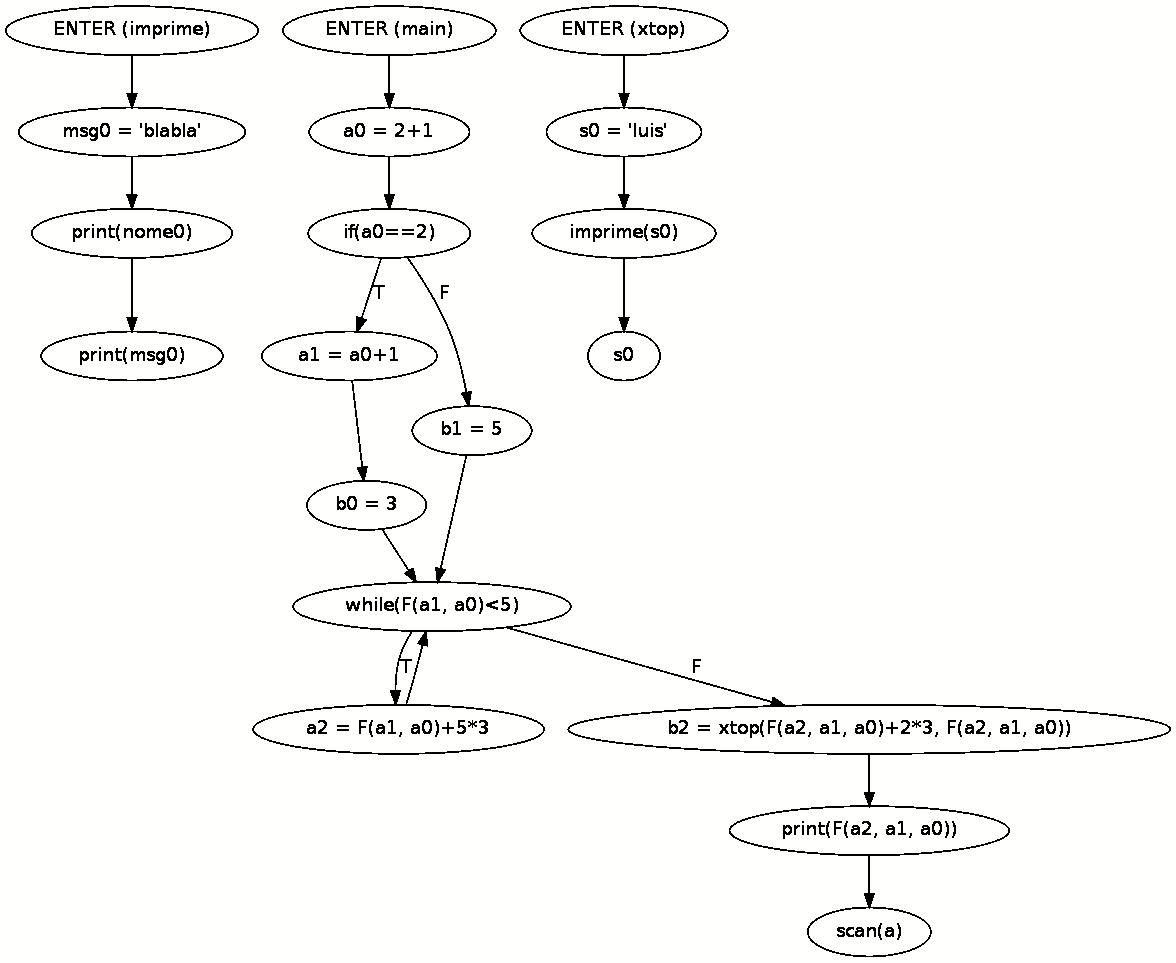 ENTER (imprime)
ENTER (main)
ENTER (xtop)
msg0 = 'blabla'
a0 = 2+1
s0 = 'luis'
print(nome0)
if(a0==2)
imprime(s0)
T
F
print(msg0)
a1 = a0+1
s0
b1 = 5
b0 = 3
while(F(a1, a0)<5)
T
F
a2 = F(a1, a0)+5*3
b2 = xtop(F(a2, a1, a0)+2*3, F(a2, a1, a0))
print(F(a2, a1, a0))
scan(a)